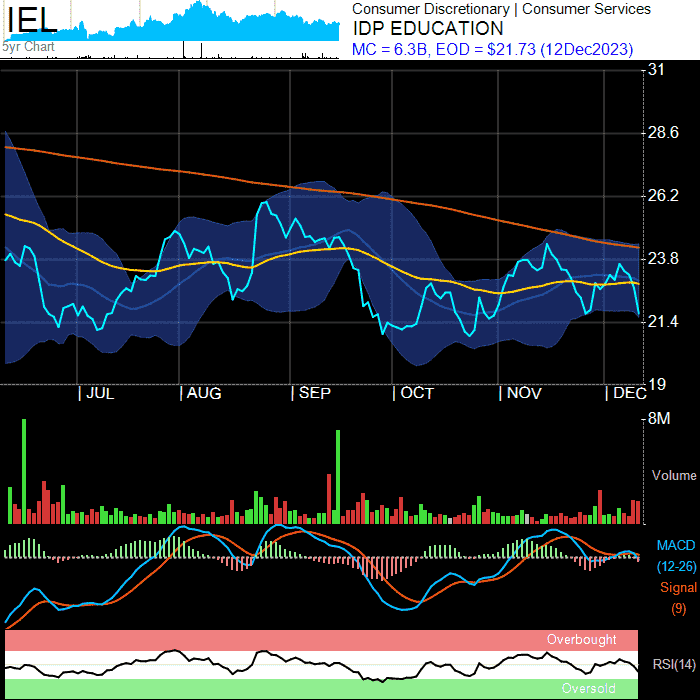 IEL
5yr Chart
Consumer Discretionary | Consumer Services
IDP EDUCATION
MC = 6.3B, EOD = $21.73 (12Dec2023)
31
28.6
26.2
23.8
21.4
19
| JUL | AUG | SEP | OCT | NOV | DEC
8M
Volume
MACD
(12-26)
Signal
(9)
Overbought
RSI(14)
Oversold